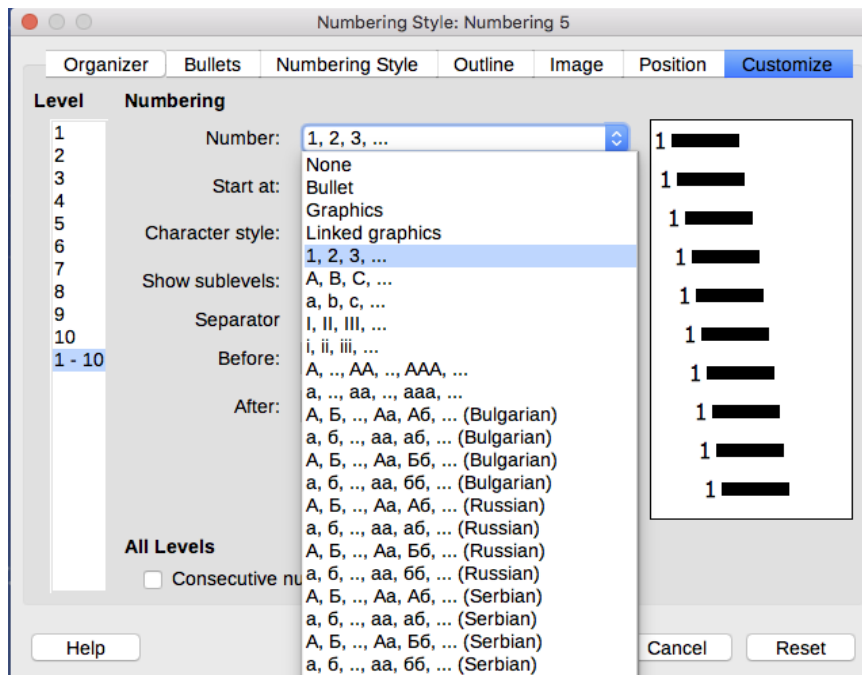 Numbering Style: Numbering 5
Organizer Bullets Numbering Style Outline Image Position Customize
Level Numbering
1
2
3
4
5
6
7
8
9
10
1 - 10
Number: 1, 2, 3, ...
Start at:
Character style:
Show sublevels:
Separator
Before:
After:
None
Bullet
Graphics
Linked graphics
1, 2, 3, ...
A, B, C, ...
a, b, c, ...
I, II, III, ...
i, ii, iii, ...
A, .., AA, .., AAA, ...
a, .., aa, .., aaa, ...
А, Б, .., Аа, Аб, ... (Bulgarian)
а, б, .., аа, аб, ... (Bulgarian)
А, Б, .., Аа, Бб, ... (Bulgarian)
а, б, .., аа, бб, ... (Bulgarian)
А, Б, .., Аа, Аб, ... (Russian)
а, б, .., аа, аб, ... (Russian)
А, Б, .., Аа, Бб, ... (Russian)
а, б, .., аа, бб, ... (Russian)
А, Б, .., Аа, Аб, ... (Serbian)
а, б, .., аа, аб, ... (Serbian)
А, Б, .., Аа, Бб, ... (Serbian)
а, б, .., аа, бб, ... (Serbian)
1
1
1
1
1
1
1
1
1
1
All Levels
Consecutive nu
Help Cancel Reset